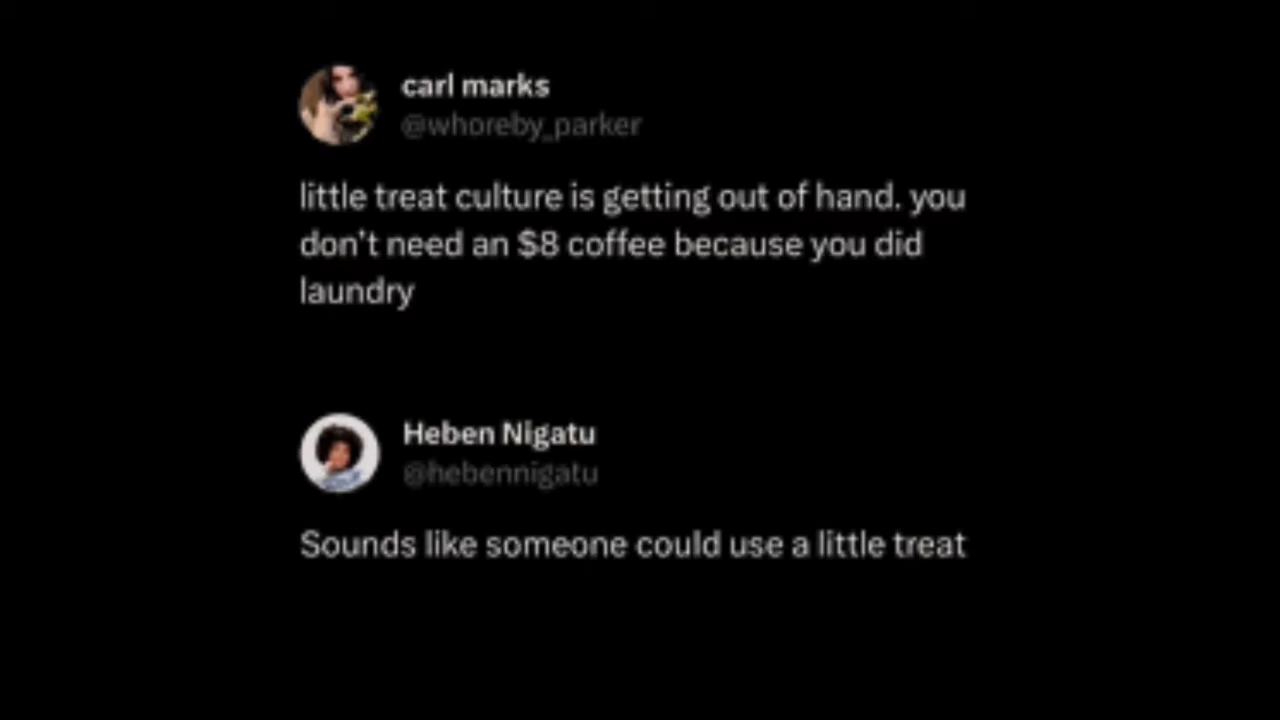 carl marks
@whoreby_parker
little treat culture is getting out of hand. you
don't need an $8 coffee because you did
laundry
Heben Nigatu
@hebennigatu
Sounds like someone could use a little treat